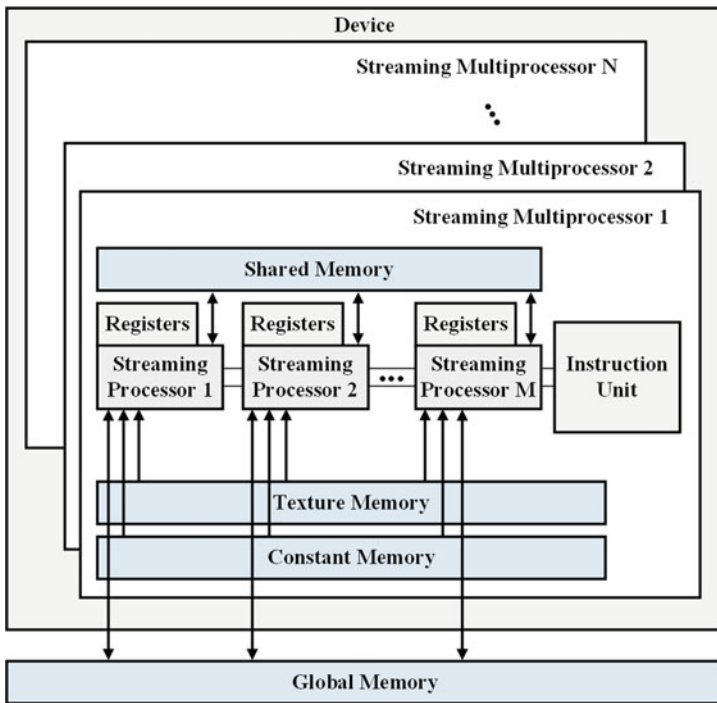 Device
Streaming Multiprocessor N
Streaming Multiprocessor 2
Streaming Multiprocessor 1
Shared Memory
Registers
Registers
Registers
Streaming
Processor 1
Streaming
Processor 2
...
Streaming
Processor M
Instruction
Unit
Texture Memory
Constant Memory
Global Memory